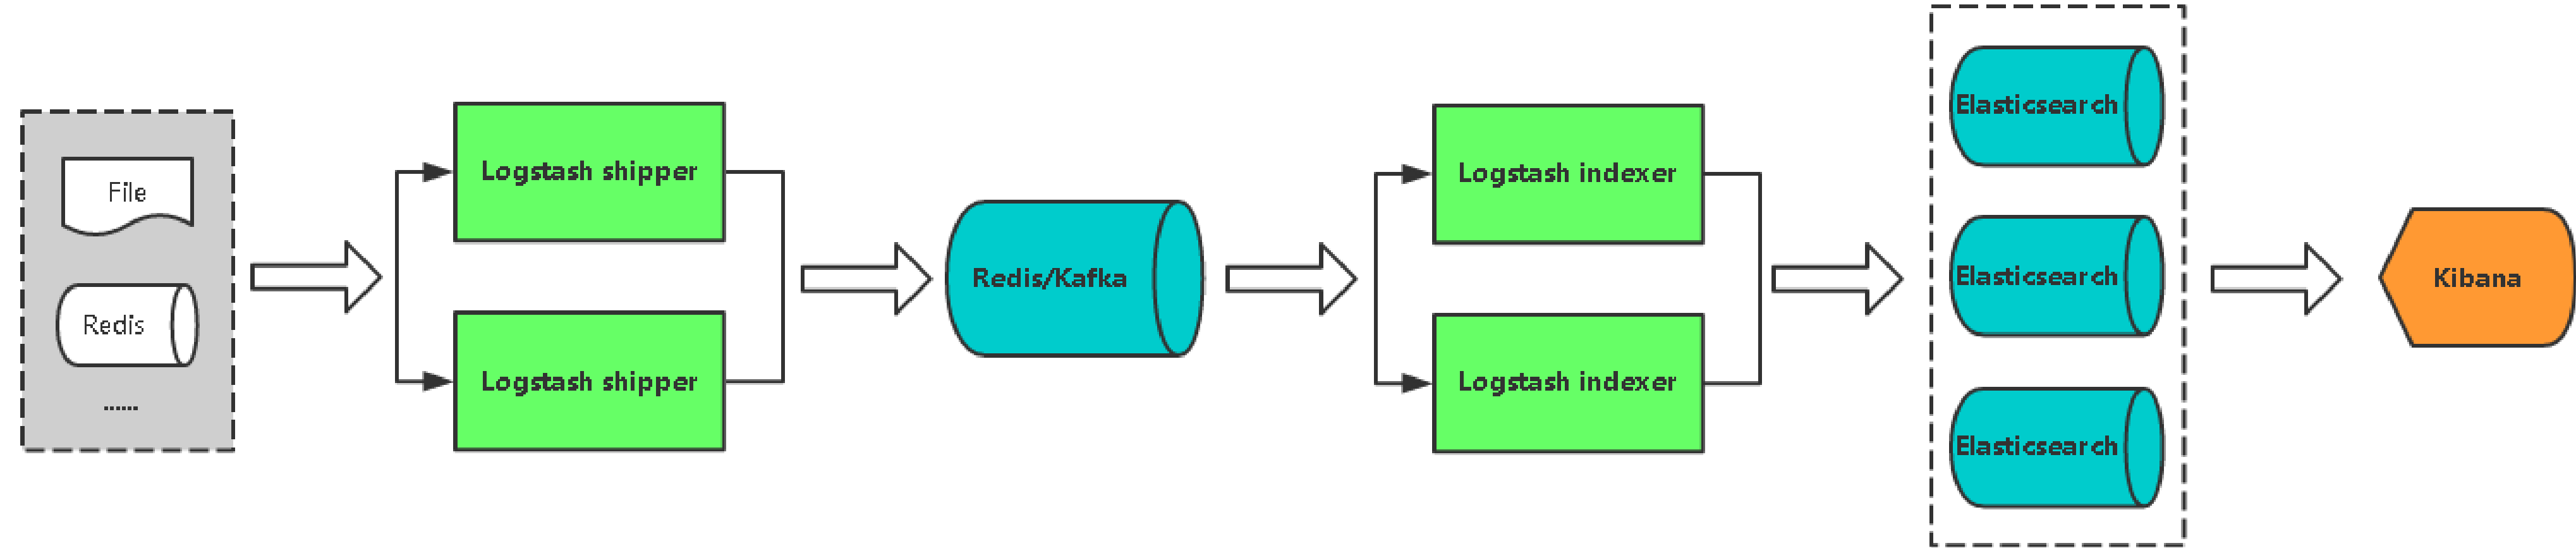 File
Redis
......
Logstash shipper
Logstash shipper
Redis/Kafka
Logstash indexer
Logstash indexer
Elasticsearch
Elasticsearch
Elasticsearch
Kibana